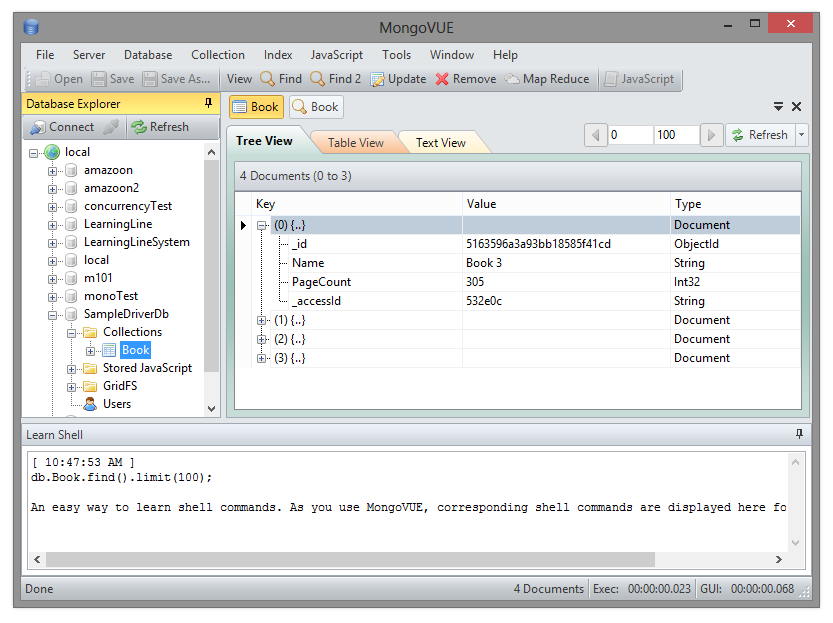 MongoVUE
File Server Database Collection Index JavaScript Tools Window Help
Open Save Save As... View Find Find 2 Update Remove Map Reduce JavaScript
Database Explorer
Connect Refresh
local
amazoon
amazoon2
concurrencyTest
LearningLine
LearningLineSystem
local
m101
monoTest
SampleDriverDb
Collections
Book
Stored JavaScript
GridFS
Users
Book Book
Tree View Table View Text View 0 100 Refresh
4 Documents (0 to 3)
Key Value Type
(0) {..} Document
_id 5163596a3a93bb18585f41cd ObjectId
Name Book 3 String
PageCount 305 Int32
_accessId 532e0c String
(1) {..} Document
(2) {..} Document
(3) {..} Document
Learn Shell
[ 10:47:53 AM ]
db.Book.find().limit(100);
An easy way to learn shell commands. As you use MongoVUE, corresponding shell commands are displayed here fo
Done 4 Documents Exec: 00:00:00.023 GUI: 00:00:00.068